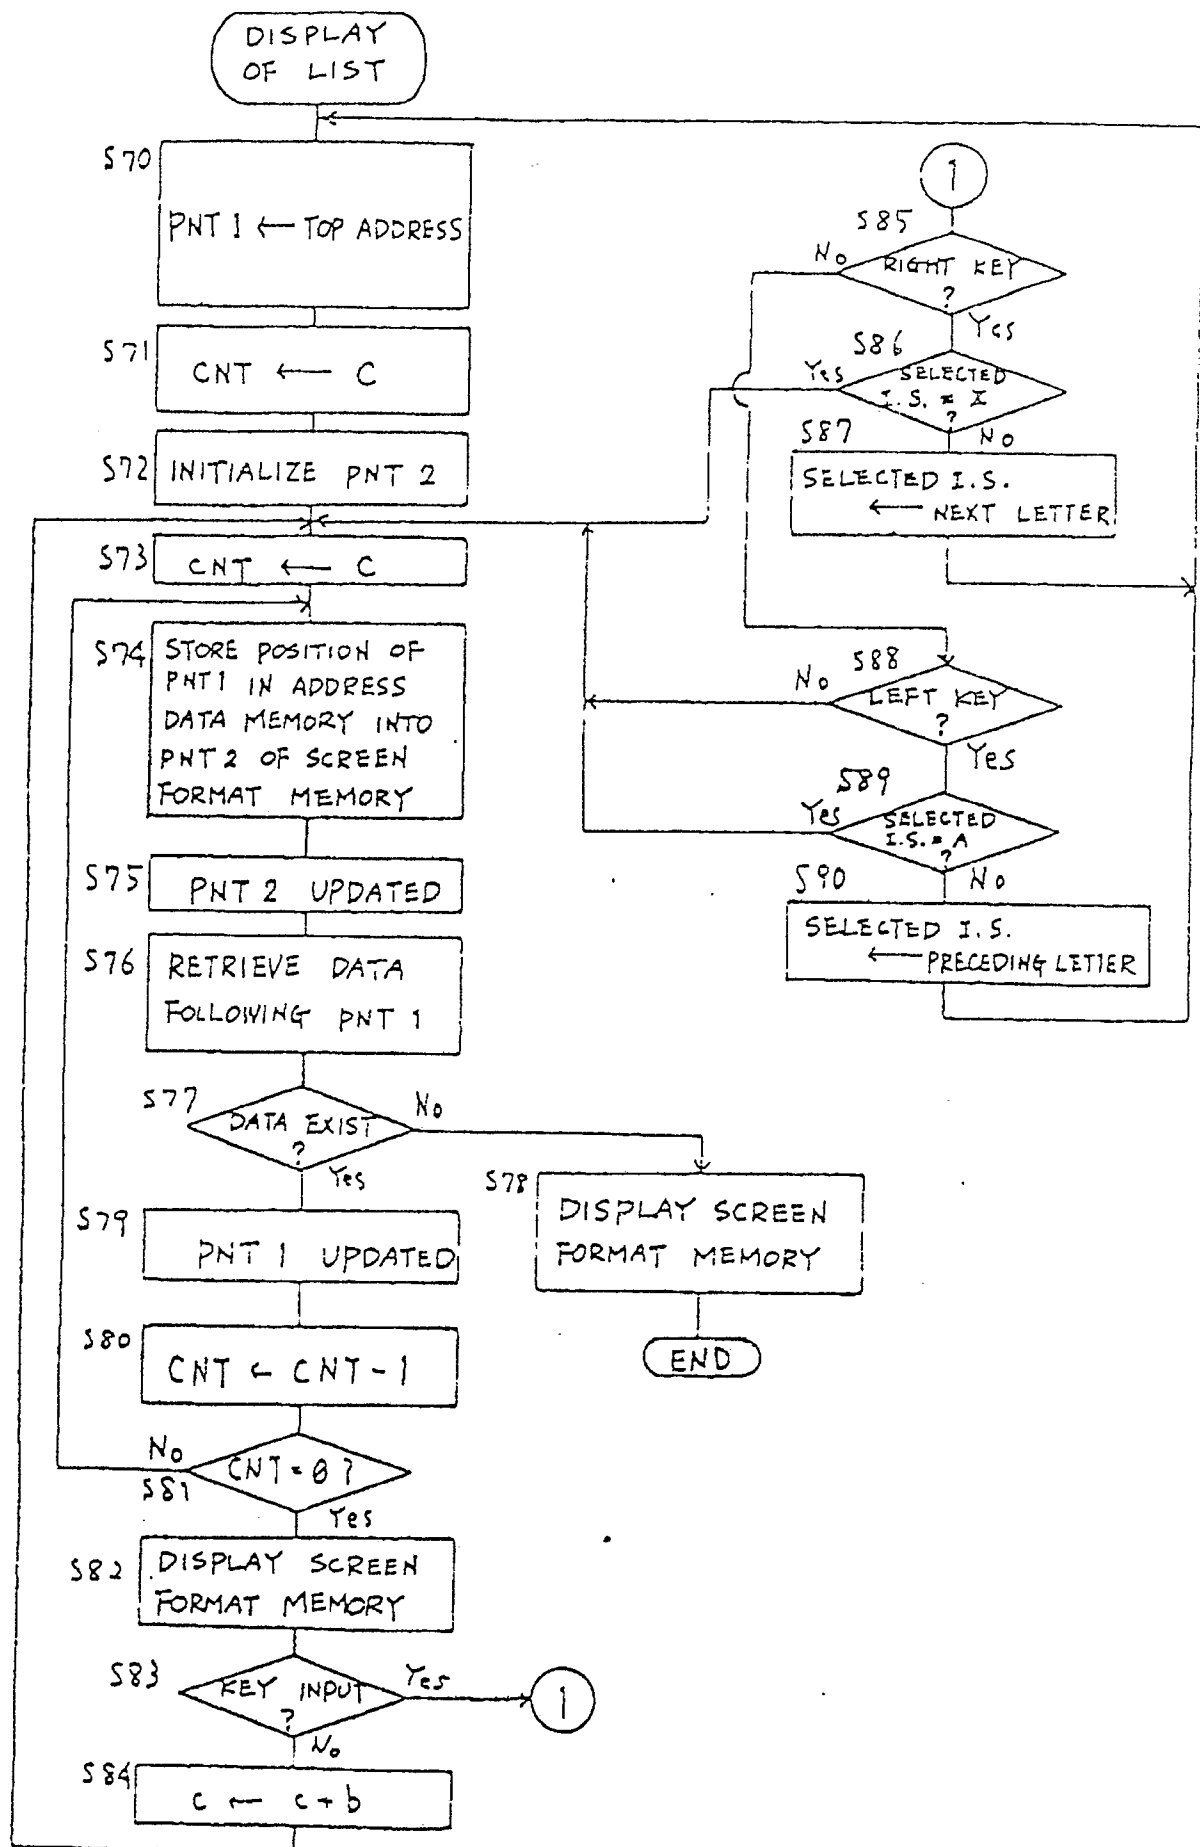 DISPLAY
OF LIST
S70
PNT 1 ← TOP ADDRESS
S71
CNT ← C
S72
INITIALIZE PNT 2
S73
CNT ← C
S74
STORE POSITION OF
PNT1 IN ADDRESS
DATA MEMORY INTO
PNT2 OF SCREEN
FORMAT MEMORY
S75
PNT 2 UPDATED
S76
RETRIEVE DATA
FOLLOWING PNT 1
S77
DATA EXIST
?
No
Yes
S78
DISPLAY SCREEN
FORMAT MEMORY
END
S79
PNT 1 UPDATED
S80
CNT ← CNT - 1
S81
CNT = 0 ?
No
Yes
S82
DISPLAY SCREEN
FORMAT MEMORY
S83
KEY INPUT
?
Yes
1
No
S84
c ← c + b
1
S85
RIGHT KEY
?
No
Yes
S86
SELECTED
I.S. =
?
Yes
No
S87
SELECTED I.S.
← NEXT LETTER
S88
LEFT KEY
?
No
Yes
S89
SELECTED
I.S. = A
?
Yes
No
S90
SELECTED I.S.
← PRECEDING LETTER